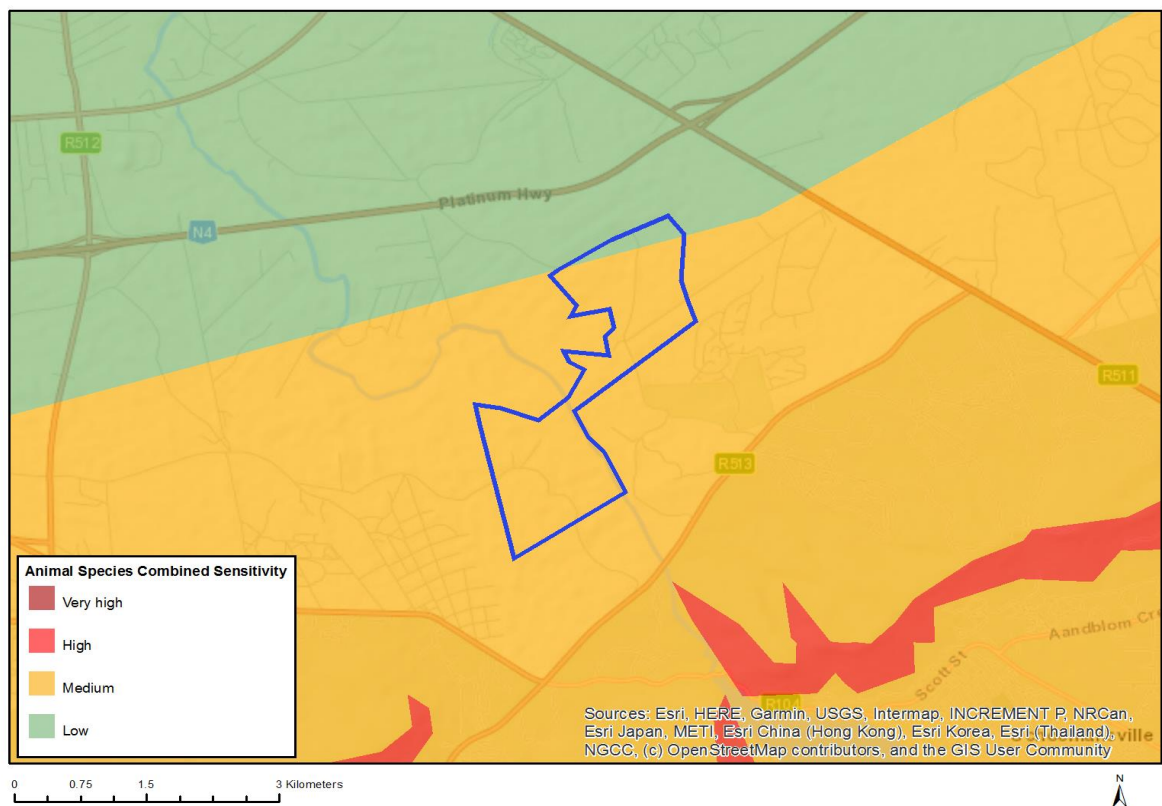 R512
Platinum Hwy
N4
R511
R513
Animal Species Combined Sensitivity
Very high
High
Medium
Low
Aandblom Cre
Scott St
R104
Sources: Esri, HERE, Garmin, USGS, Intermap, INCREMENT P, NRCan,
Esri Japan, METI, Esri China (Hong Kong), Esri Korea, Esri (Thailand),
NGCC, (c) OpenStreetMap contributors, and the GIS User Community
0 0.75 1.5 3 Kilometers
N